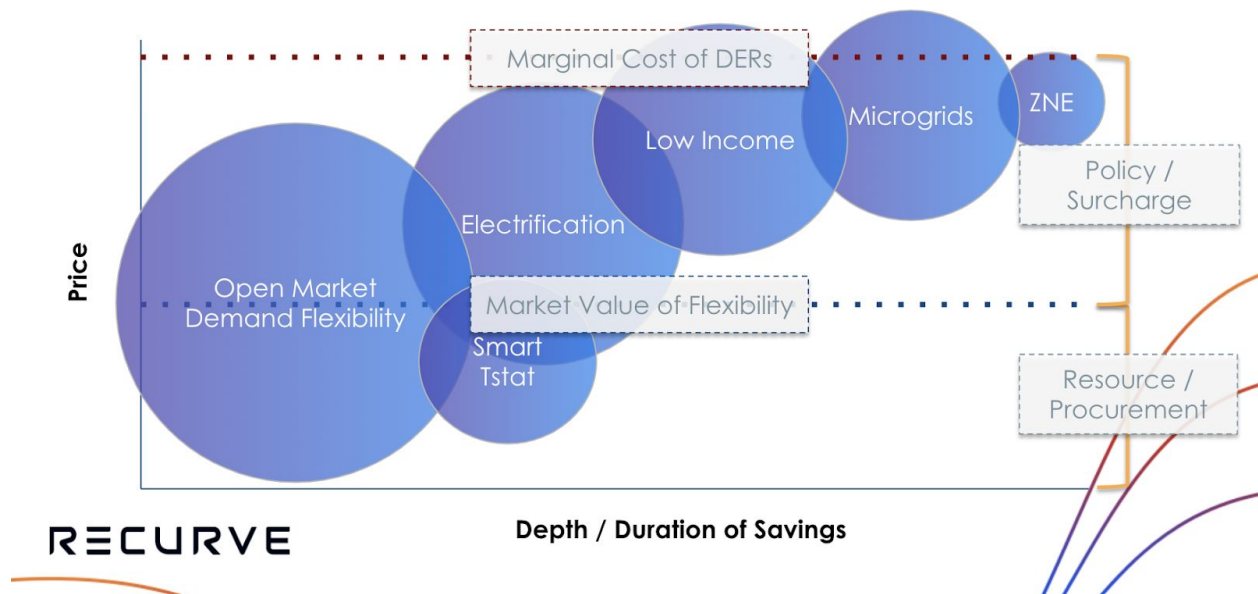 Marginal Cost of DERs
ZNE
Microgrids
Low Income
Policy /
Surcharge
Electrification
Price
Open Market
Demand Flexibility
Market Value of Flexibility
Smart
Tstat
Resource /
Procurement
Depth / Duration of Savings
RECURVE